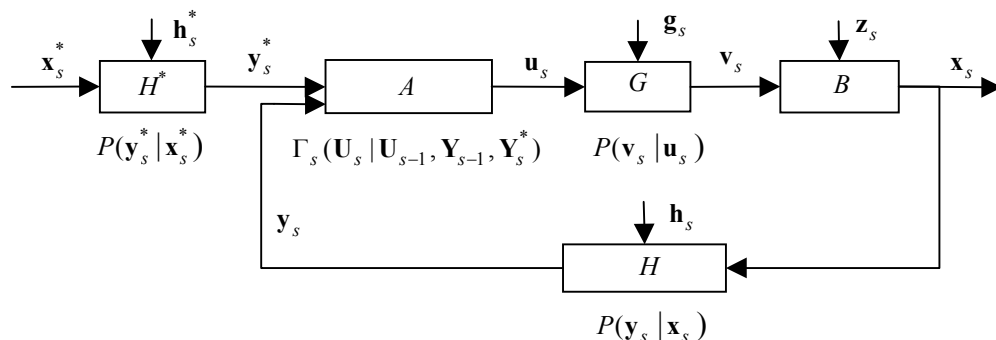 h*ₛ gₛ zₛ
x*ₛ y*ₛ uₛ vₛ xₛ
H* A G B
P(y*ₛ | x*ₛ) Γₛ(Uₛ | Uₛ₋₁, Yₛ₋₁, Y*ₛ) P(vₛ | uₛ)
yₛ hₛ
H
P(yₛ | xₛ)